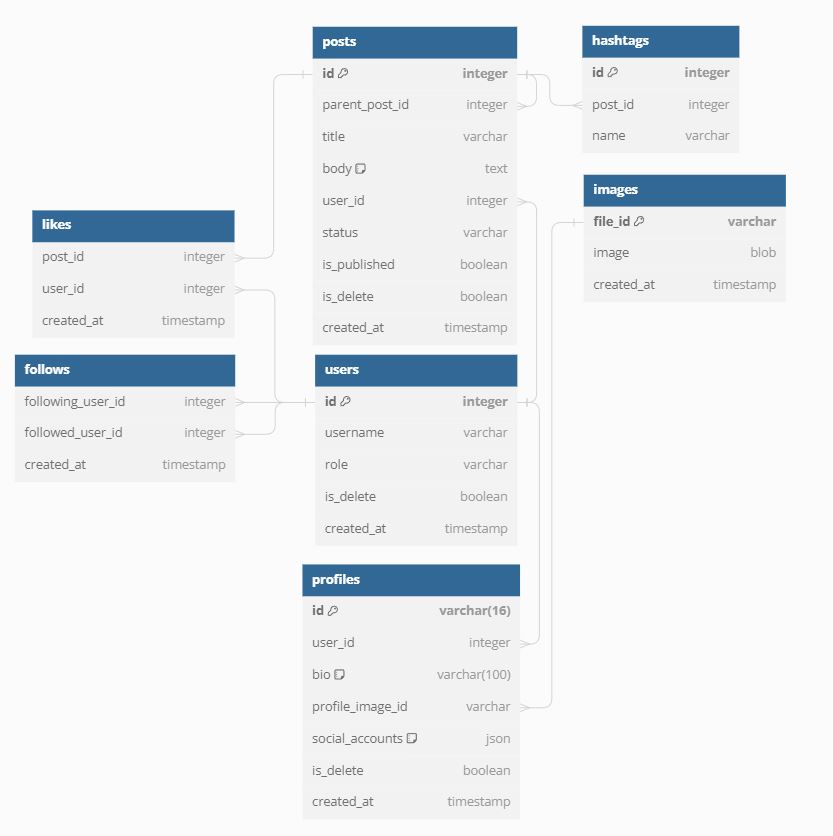 posts
id integer
parent_post_id integer
title varchar
body text
user_id integer
status varchar
is_published boolean
is_delete boolean
created_at timestamp
hashtags
id integer
post_id integer
name varchar
images
file_id varchar
image blob
created_at timestamp
likes
post_id integer
user_id integer
created_at timestamp
follows
following_user_id integer
followed_user_id integer
created_at timestamp
users
id integer
username varchar
role varchar
is_delete boolean
created_at timestamp
profiles
id varchar(16)
user_id integer
bio varchar(100)
profile_image_id varchar
social_accounts json
is_delete boolean
created_at timestamp